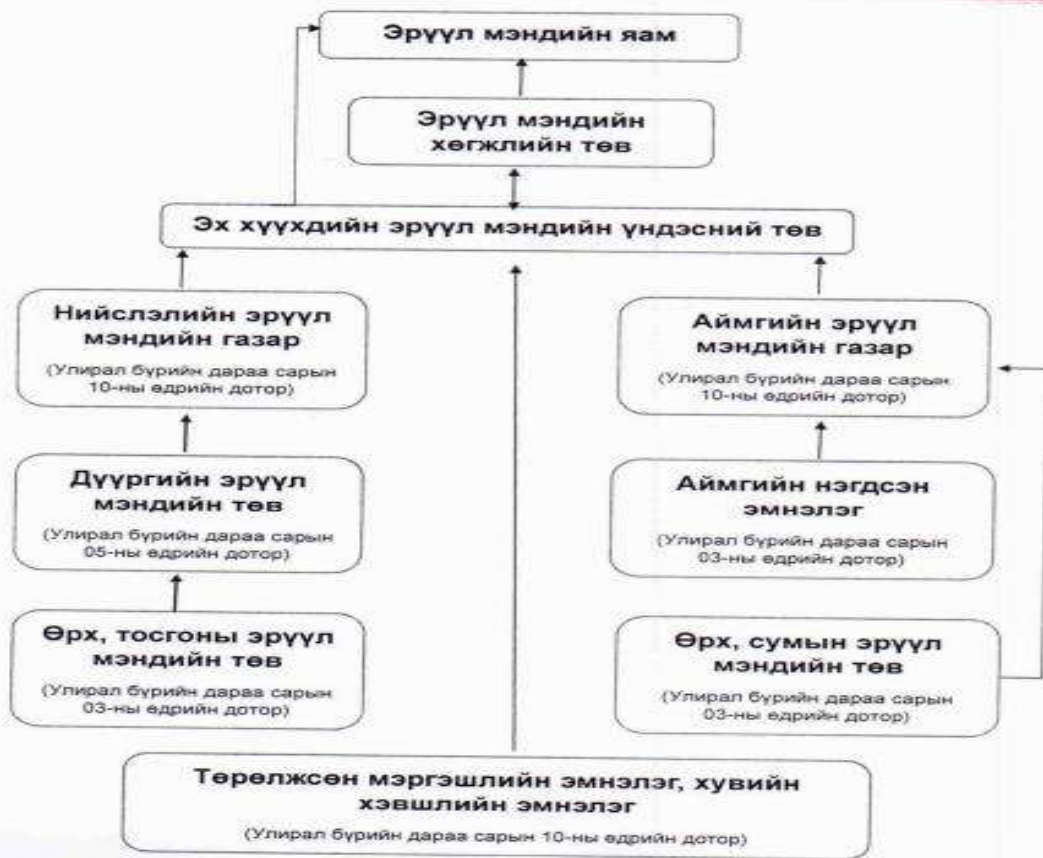 Эрүүл мэндийн яам
Эрүүл мэндийн
хөгжлийн төв
Эх хүүхдийн эрүүл мэндийн үндэсний төв
Нийслэлийн эрүүл
мэндийн газар
(Улирал бүрийн дараа сарын
10-ны өдрийн дотор)
Дүүргийн эрүүл
мэндийн төв
(Улирал бүрийн дараа сарын
05-ны өдрийн дотор)
Өрх, тосгоны эрүүл
мэндийн төв
(Улирал бүрийн дараа сарын
03-ны өдрийн дотор)
Аймгийн эрүүл
мэндийн газар
(Улирал бүрийн дараа сарын
10-ны өдрийн дотор)
Аймгийн нэгдсэн
эмнэлэг
(Улирал бүрийн дараа сарын
03-ны өдрийн дотор)
Өрх, сумын эрүүл
мэндийн төв
(Улирал бүрийн дараа сарын
03-ны өдрийн дотор)
Төрөлжсөн мэргэшлийн эмнэлэг, хувийн
хэвшлийн эмнэлэг
(Улирал бүрийн дараа сарын 10-ны өдрийн дотор)